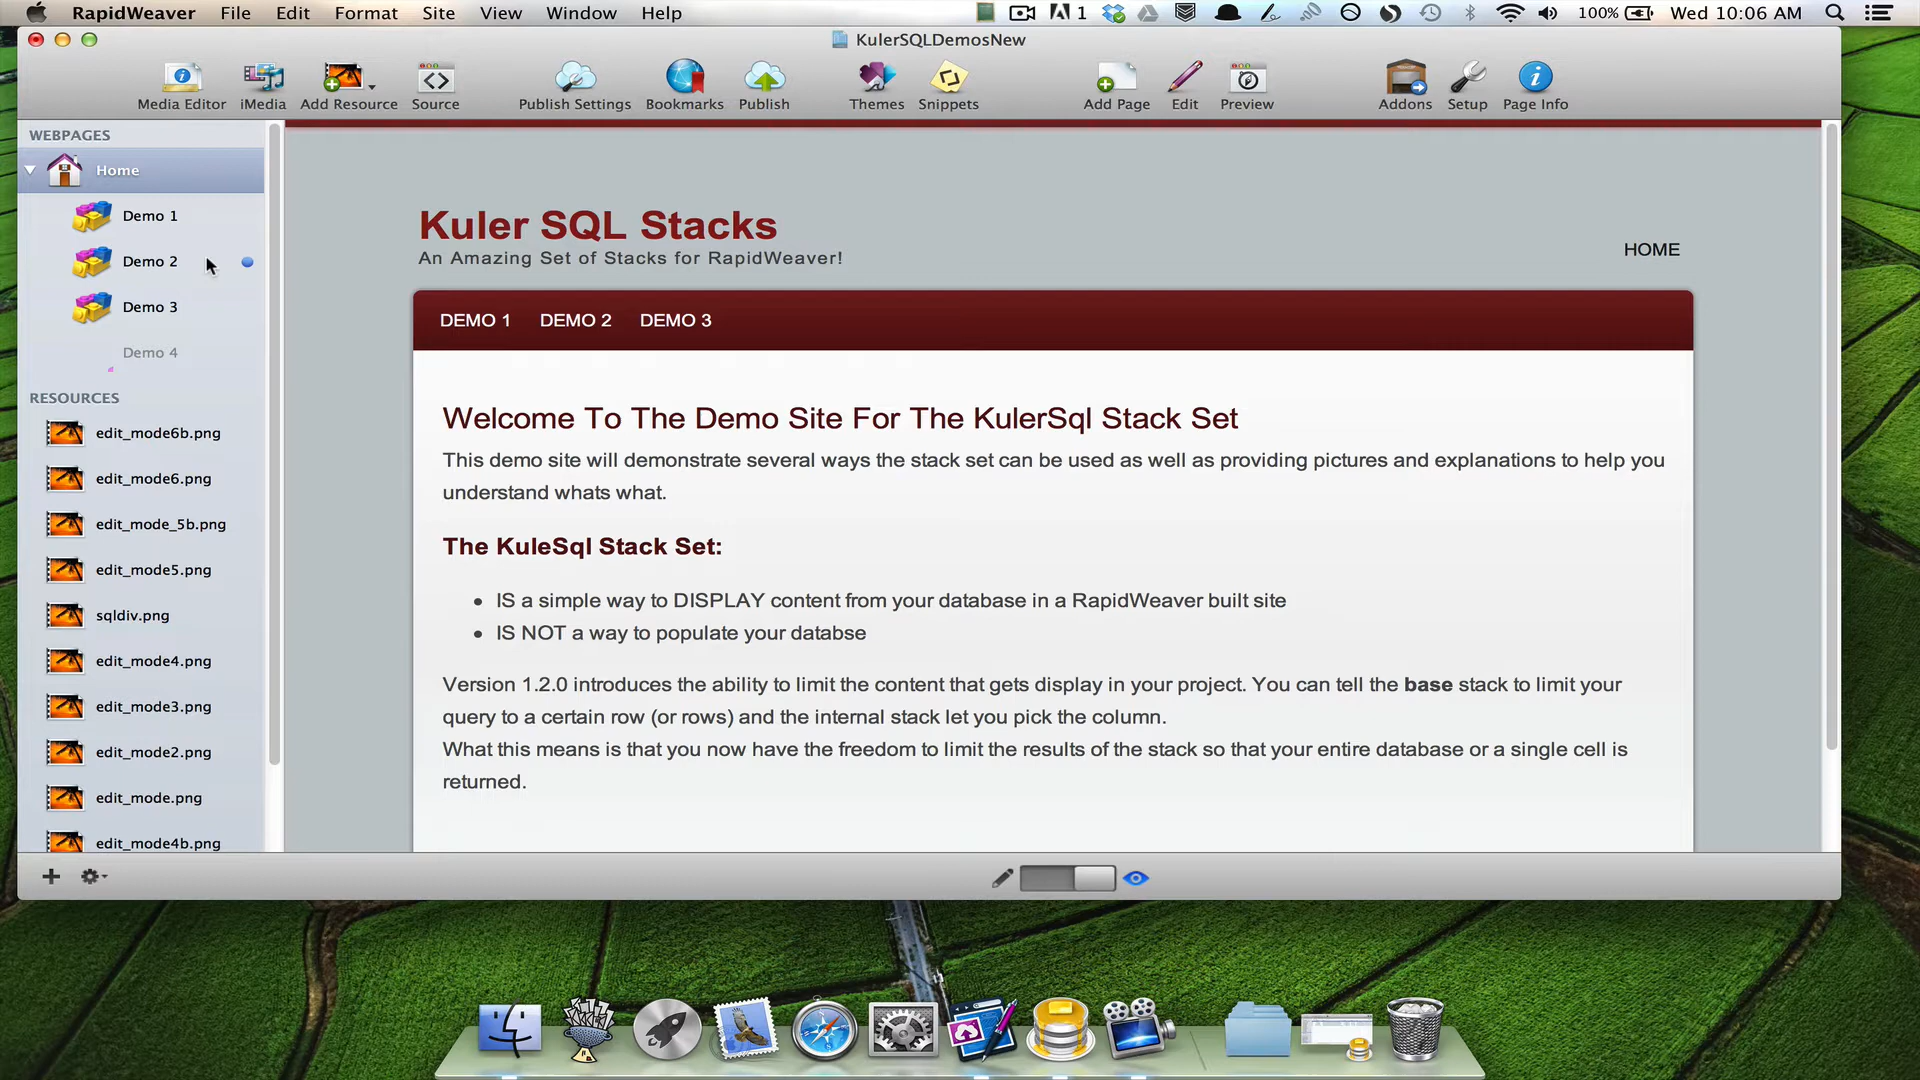 RapidWeaver File Edit Format Site View Window Help 1 100% Wed 10:06 AM
KulerSQLDemosNew
Media Editor iMedia Add Resource Source Publish Settings Bookmarks Publish Themes Snippets Add Page Edit Preview Addons Setup Page Info
WEBPAGES
Home
Demo 1
Demo 2
Demo 3
Demo 4
RESOURCES
edit_mode6b.png
edit_mode6.png
edit_mode_5b.png
edit_mode5.png
sqldiv.png
edit_mode4.png
edit_mode3.png
edit_mode2.png
edit_mode.png
edit_mode4b.png
Kuler SQL Stacks
An Amazing Set of Stacks for RapidWeaver!
HOME
DEMO 1 DEMO 2 DEMO 3
Welcome To The Demo Site For The KulerSql Stack Set
This demo site will demonstrate several ways the stack set can be used as well as providing pictures and explanations to help you
understand whats what.
The KuleSql Stack Set:
• IS a simple way to DISPLAY content from your database in a RapidWeaver built site
• IS NOT a way to populate your databse
Version 1.2.0 introduces the ability to limit the content that gets display in your project. You can tell the base stack to limit your
query to a certain row (or rows) and the internal stack let you pick the column.
What this means is that you now have the freedom to limit the results of the stack so that your entire database or a single cell is
returned.